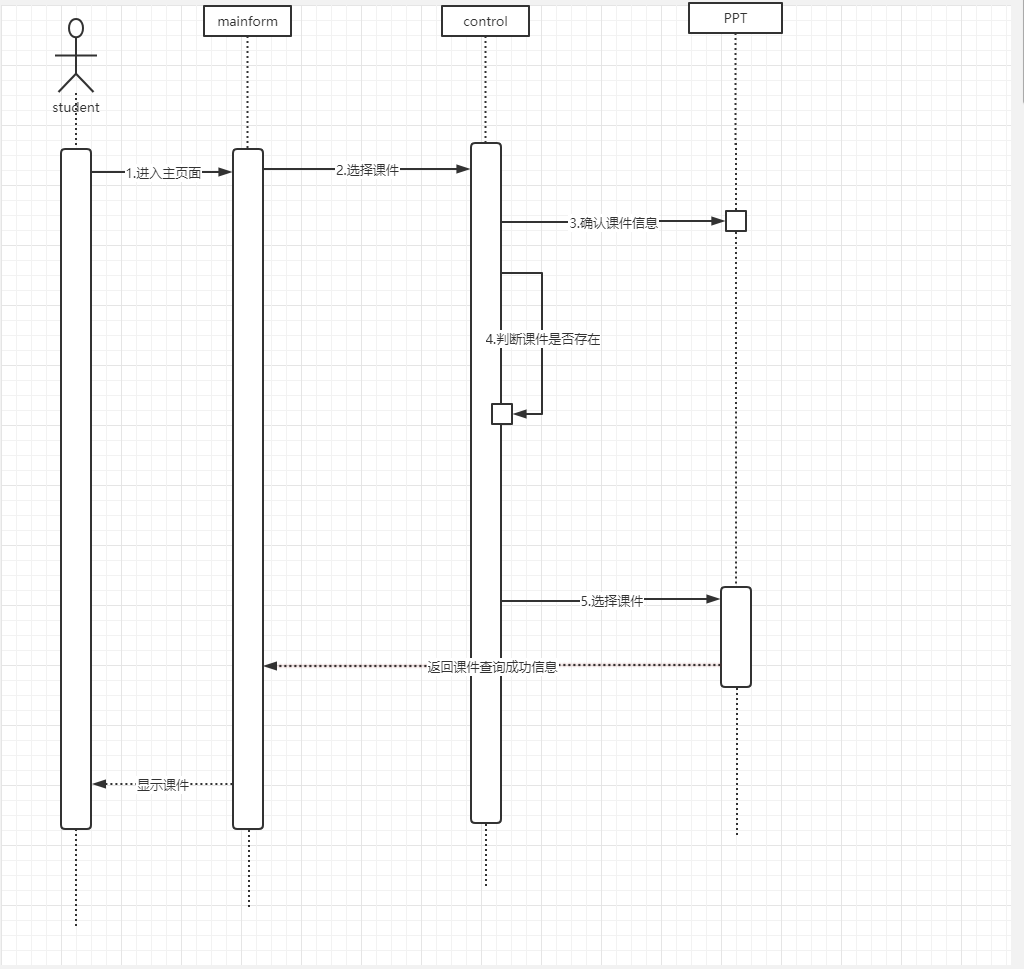 mainform
control
PPT
student
1.进入主页面
2.选择课件
3.确认课件信息
4.判断课件是否存在
5.选择课件
返回课件查询成功信息
显示课件